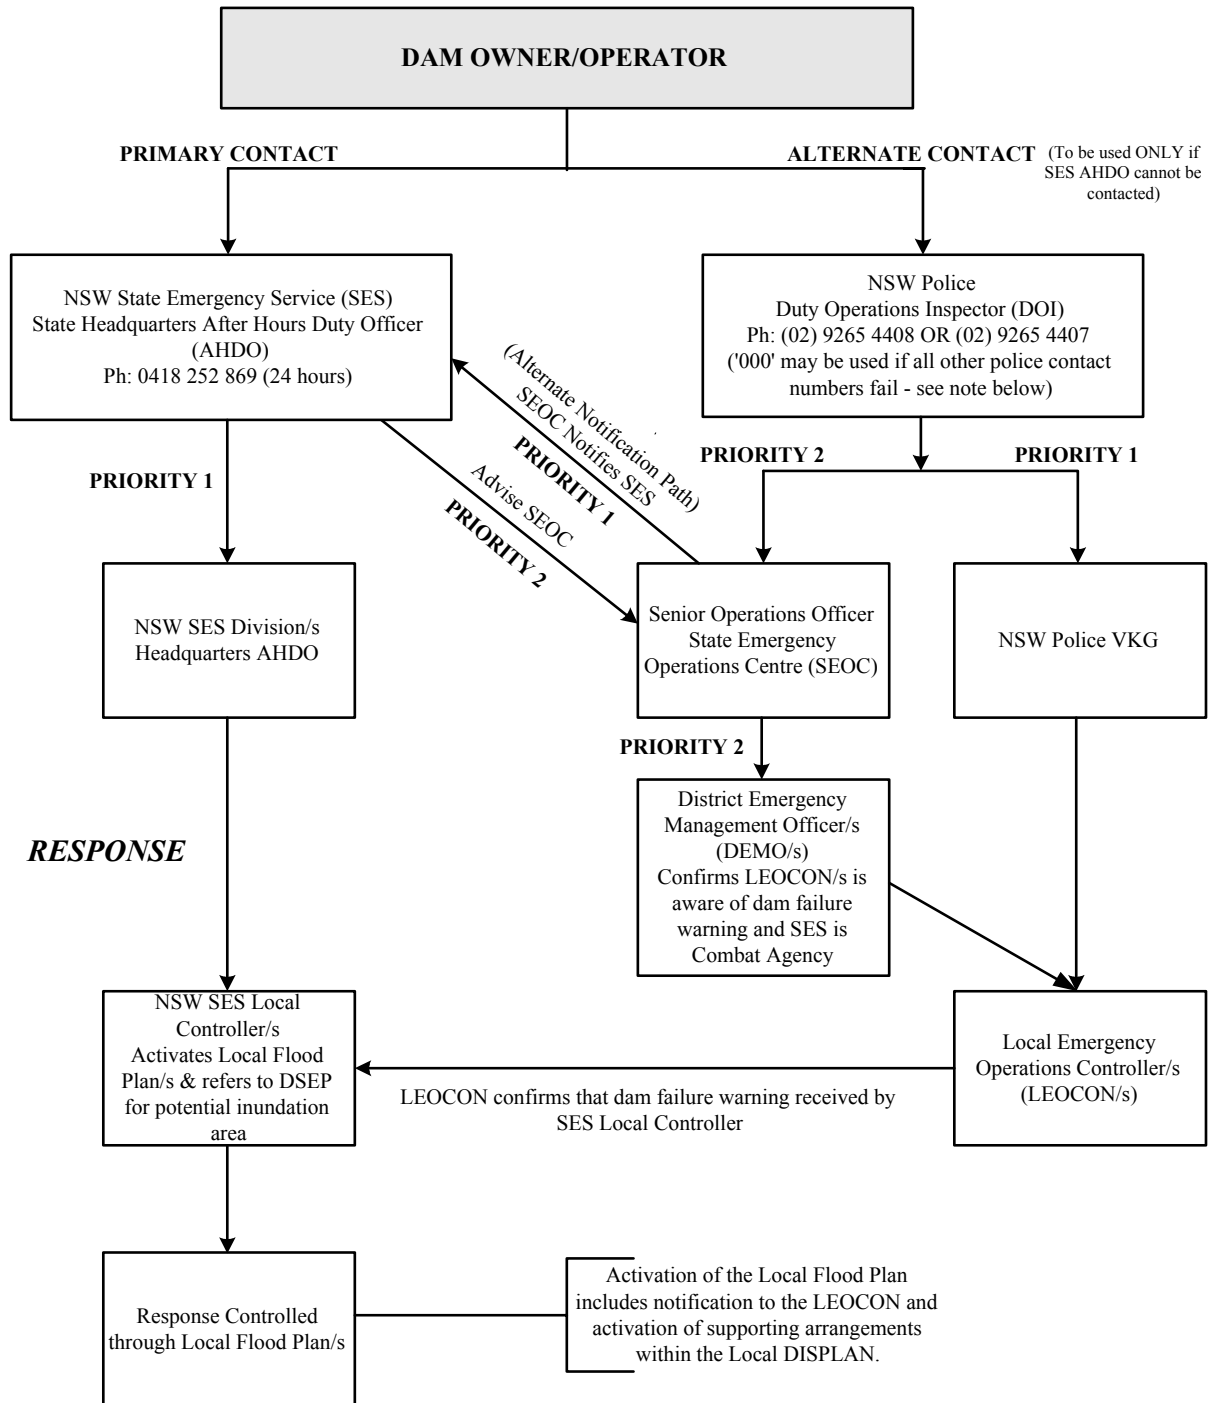 DAM OWNER/OPERATOR
PRIMARY CONTACT
ALTERNATE CONTACT
(To be used ONLY if
SES AHDO cannot be
contacted)
NSW State Emergency Service (SES)
State Headquarters After Hours Duty Officer
(AHDO)
Ph: 0418 252 869 (24 hours)
NSW Police
Duty Operations Inspector (DOI)
Ph: (02) 9265 4408 OR (02) 9265 4407
('000' may be used if all other police contact
numbers fail - see note below)
(Alternate Notification Path)
SEOC Notifies SES
PRIORITY 1
Advise SEOC
PRIORITY 2
PRIORITY 1
PRIORITY 2
PRIORITY 1
NSW SES Division/s
Headquarters AHDO
Senior Operations Officer
State Emergency
Operations Centre (SEOC)
NSW Police VKG
PRIORITY 2
District Emergency
Management Officer/s
(DEMO/s)
Confirms LEOCON/s is
aware of dam failure
warning and SES is
Combat Agency
RESPONSE
NSW SES Local
Controller/s
Activates Local Flood
Plan/s & refers to DSEP
for potential inundation
area
LEOCON confirms that dam failure warning received by
SES Local Controller
Local Emergency
Operations Controller/s
(LEOCON/s)
Response Controlled
through Local Flood Plan/s
Activation of the Local Flood Plan
includes notification to the LEOCON and
activation of supporting arrangements
within the Local DISPLAN.